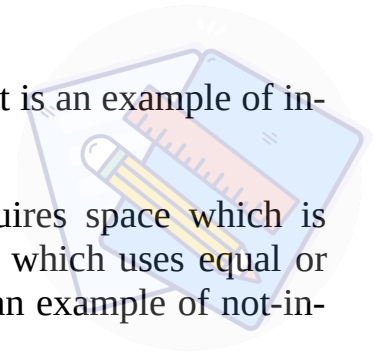 t is an example of in-
uires space which is
which uses equal or
an example of not-in-